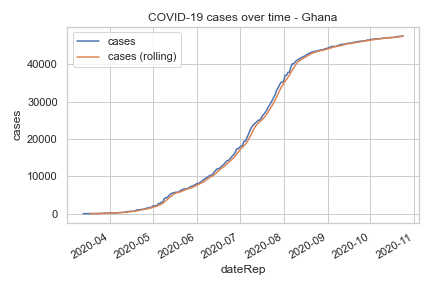 COVID-19 cases over time - Ghana
cases
cases (rolling)
cases
40000
30000
20000
10000
0
2020-04
2020-05
2020-06
2020-07
2020-08
2020-09
2020-10
2020-11
dateRep